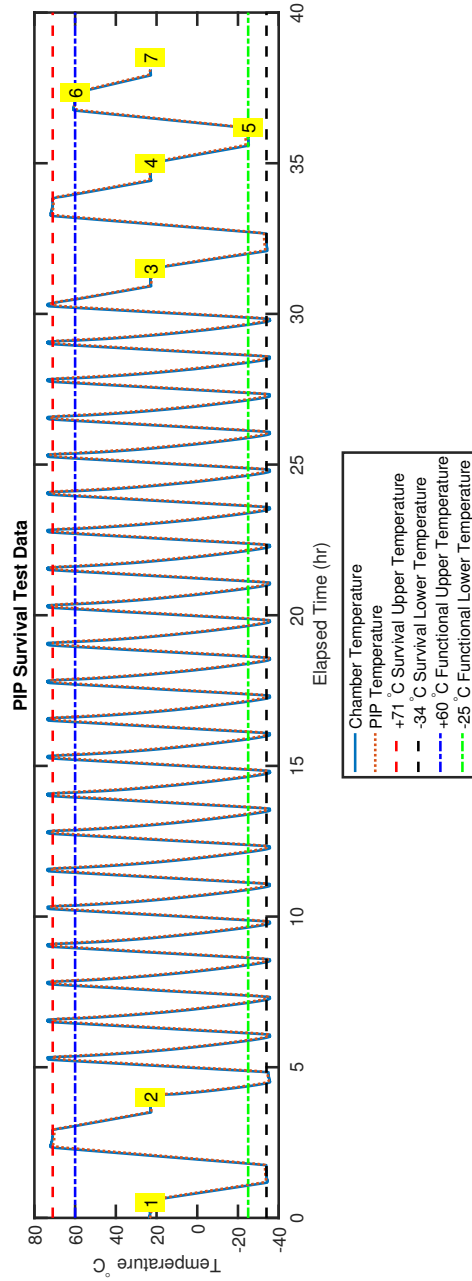 PIP Survival Test Data
Temperature °C
80
60
40
20
0
-20
-40
1
2
3
4
5
6
7
0
5
10
15
20
25
30
35
40
Elapsed Time (hr)
Chamber Temperature
PIP Temperature
+71 °C Survival Upper Temperature
-34 °C Survival Lower Temperature
+60 °C Functional Upper Temperature
-25 °C Functional Lower Temperature